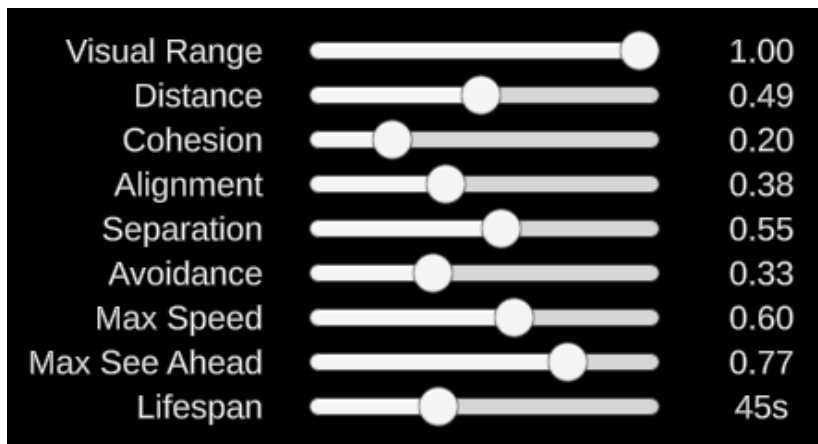 Visual Range 1.00
Distance 0.49
Cohesion 0.20
Alignment 0.38
Separation 0.55
Avoidance 0.33
Max Speed 0.60
Max See Ahead 0.77
Lifespan 45s